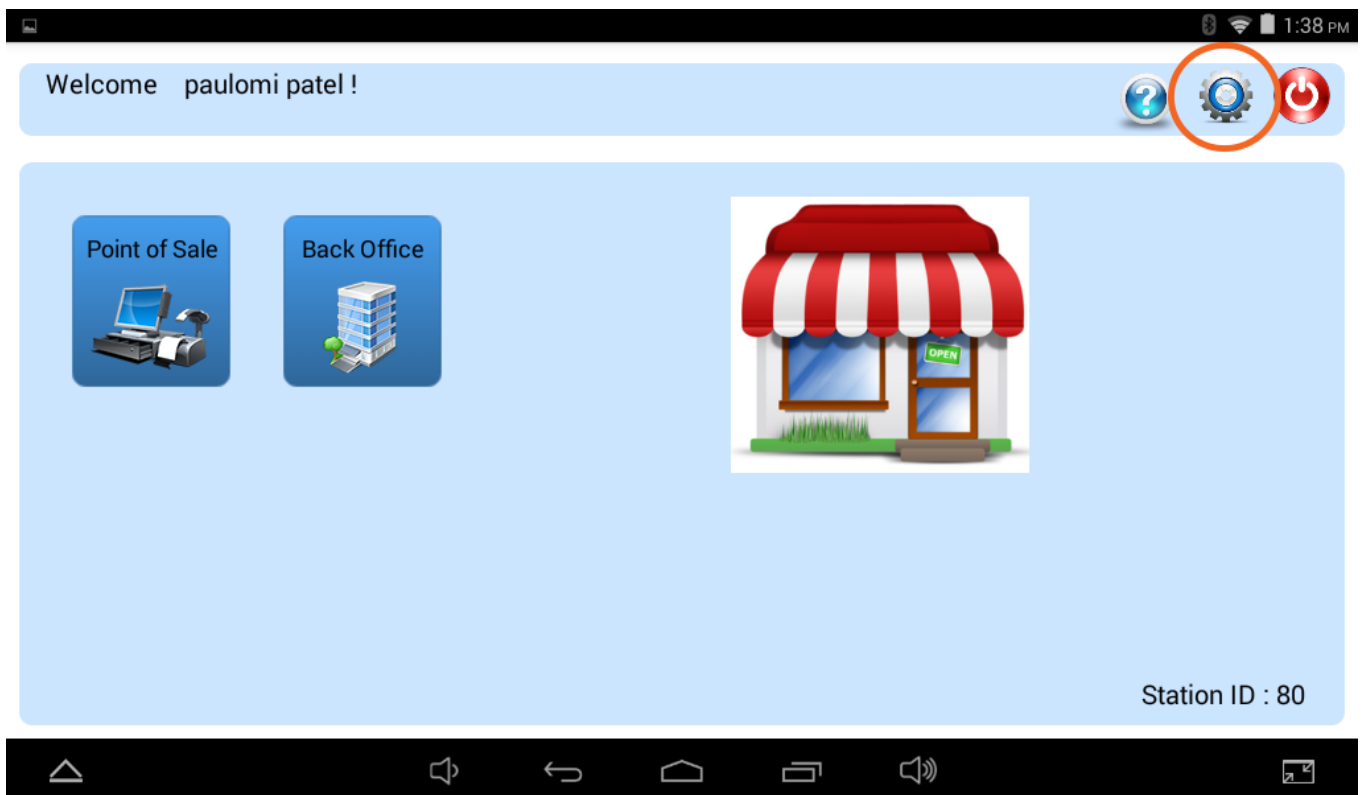 1:38 PM
Welcome paulomi patel !
Point of Sale
Back Office
OPEN
Station ID : 80